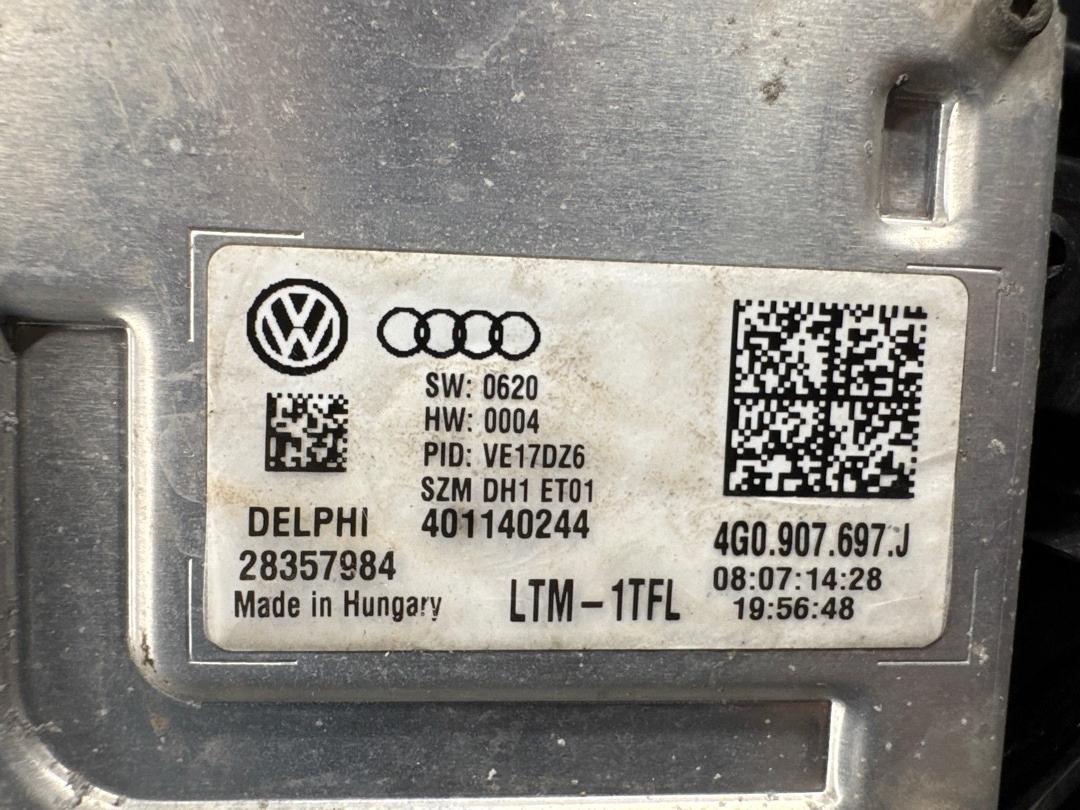 SW: 0620
HW: 0004
PID: VE17DZ6
SZM DH1 ET01
DELPHI 401140244
28357984
Made in Hungary
LTM-1TFL
4G0.907.697.J
08:07:14:28
19:56:48